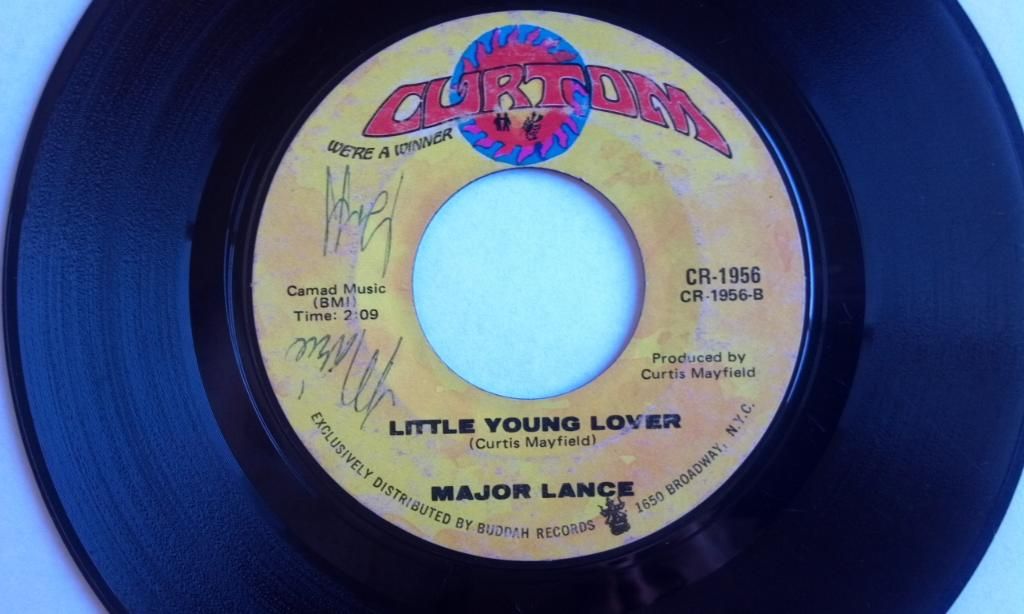 CURTOM
WE'RE A WINNER
Camad Music
(BMI)
Time: 2:09
CR-1956
CR-1956-B
Produced by
Curtis Mayfield
LITTLE YOUNG LOVER
(Curtis Mayfield)
MAJOR LANCE
EXCLUSIVELY DISTRIBUTED BY BUDDAH RECORDS 1650 BROADWAY, N.Y.C.